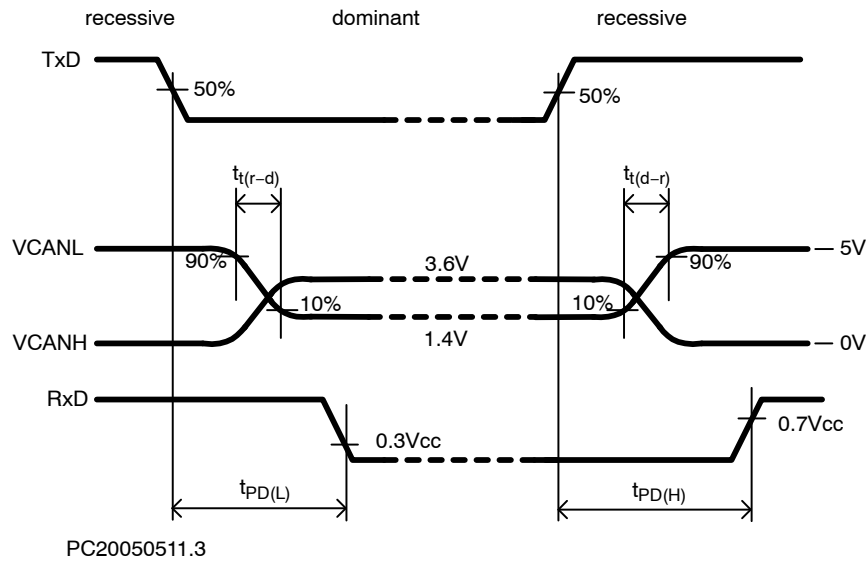 recessive dominant recessive
TxD
50% 50%
tt(r−d) tt(d−r)
VCANL 5V
90% 3.6V 90%
10% 10%
VCANH 1.4V 0V
RxD
0.3Vcc 0.7Vcc
tPD(L) tPD(H)
PC20050511.3